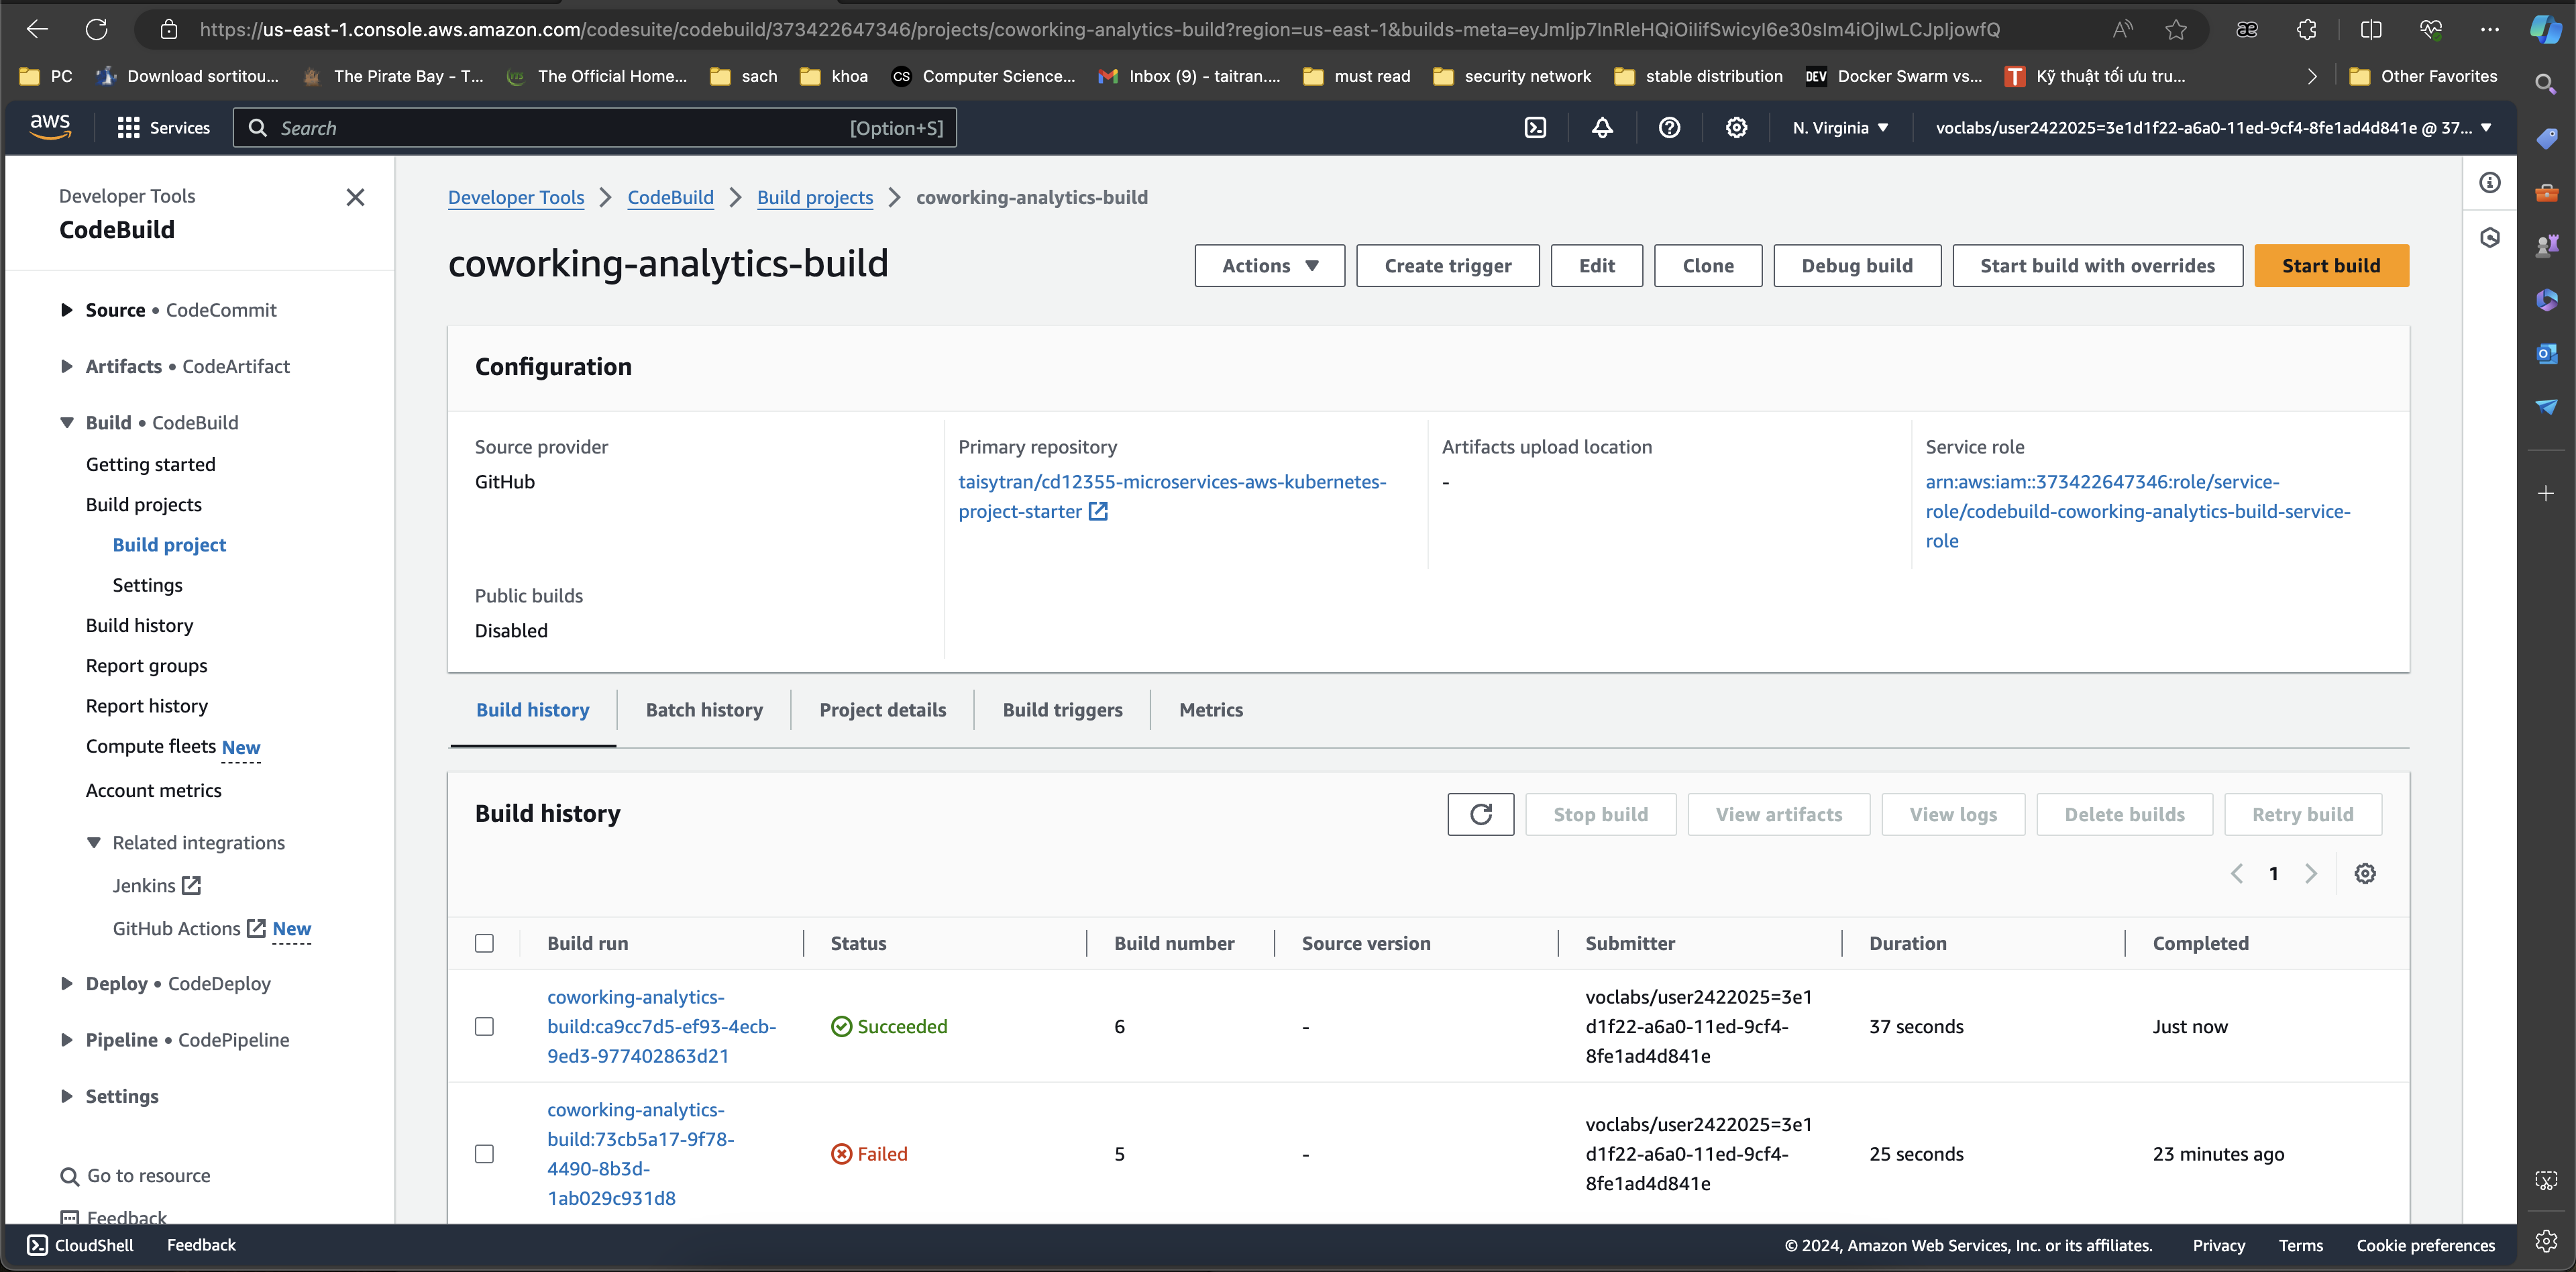 https://us-east-1.console.aws.amazon.com/codesuite/codebuild/373422647346/projects/coworking-analytics-build?region=us-east-1&builds-meta=eyJmIjp7InRleHQiOiIifSwicyI6e30sIm4iOjIwLCJpIjowfQ
PC
Download sortitou...
The Pirate Bay - T...
The Official Home...
sach
khoa
CS
Computer Science...
Inbox (9) - taitran....
must read
security network
stable distribution
DEV
Docker Swarm vs...
T
Kỹ thuật tối ưu tru...
Other Favorites
aws
Services
Search
[Option+S]
N. Virginia
voclabs/user2422025=3e1d1f22-a6a0-11ed-9cf4-8fe1ad4d841e @ 37...
Developer Tools
CodeBuild
Source • CodeCommit
Artifacts • CodeArtifact
Build • CodeBuild
Getting started
Build projects
Build project
Settings
Build history
Report groups
Report history
Compute fleets New
Account metrics
Related integrations
Jenkins
GitHub Actions New
Deploy • CodeDeploy
Pipeline • CodePipeline
Settings
Go to resource
Feedback
Developer Tools
CodeBuild
Build projects
coworking-analytics-build
coworking-analytics-build
Actions
Create trigger
Edit
Clone
Debug build
Start build with overrides
Start build
Configuration
Source provider
GitHub
Primary repository
taisytran/cd12355-microservices-aws-kubernetes-
project-starter
Artifacts upload location
-
Service role
arn:aws:iam::373422647346:role/service-
role/codebuild-coworking-analytics-build-service-
role
Public builds
Disabled
Build history
Batch history
Project details
Build triggers
Metrics
Build history
Stop build
View artifacts
View logs
Delete builds
Retry build
1
Build run
Status
Build number
Source version
Submitter
Duration
Completed
coworking-analytics-
build:ca9cc7d5-ef93-4ecb-
9ed3-977402863d21
Succeeded
6
-
voclabs/user2422025=3e1
d1f22-a6a0-11ed-9cf4-
8fe1ad4d841e
37 seconds
Just now
coworking-analytics-
build:73cb5a17-9f78-
4490-8b3d-
1ab029c931d8
Failed
5
-
voclabs/user2422025=3e1
d1f22-a6a0-11ed-9cf4-
8fe1ad4d841e
25 seconds
23 minutes ago
CloudShell
Feedback
© 2024, Amazon Web Services, Inc. or its affiliates.
Privacy
Terms
Cookie preferences